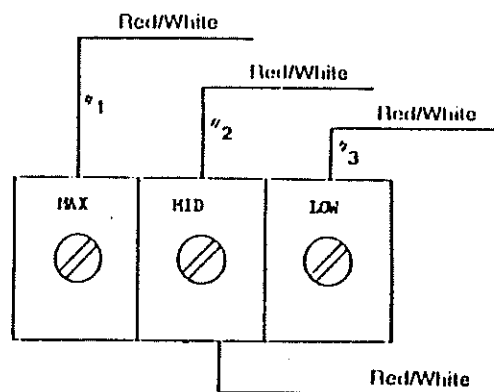 Red/White
Red/White
Red/White
#1
#2
#3
MAX MID LOW
Red/White